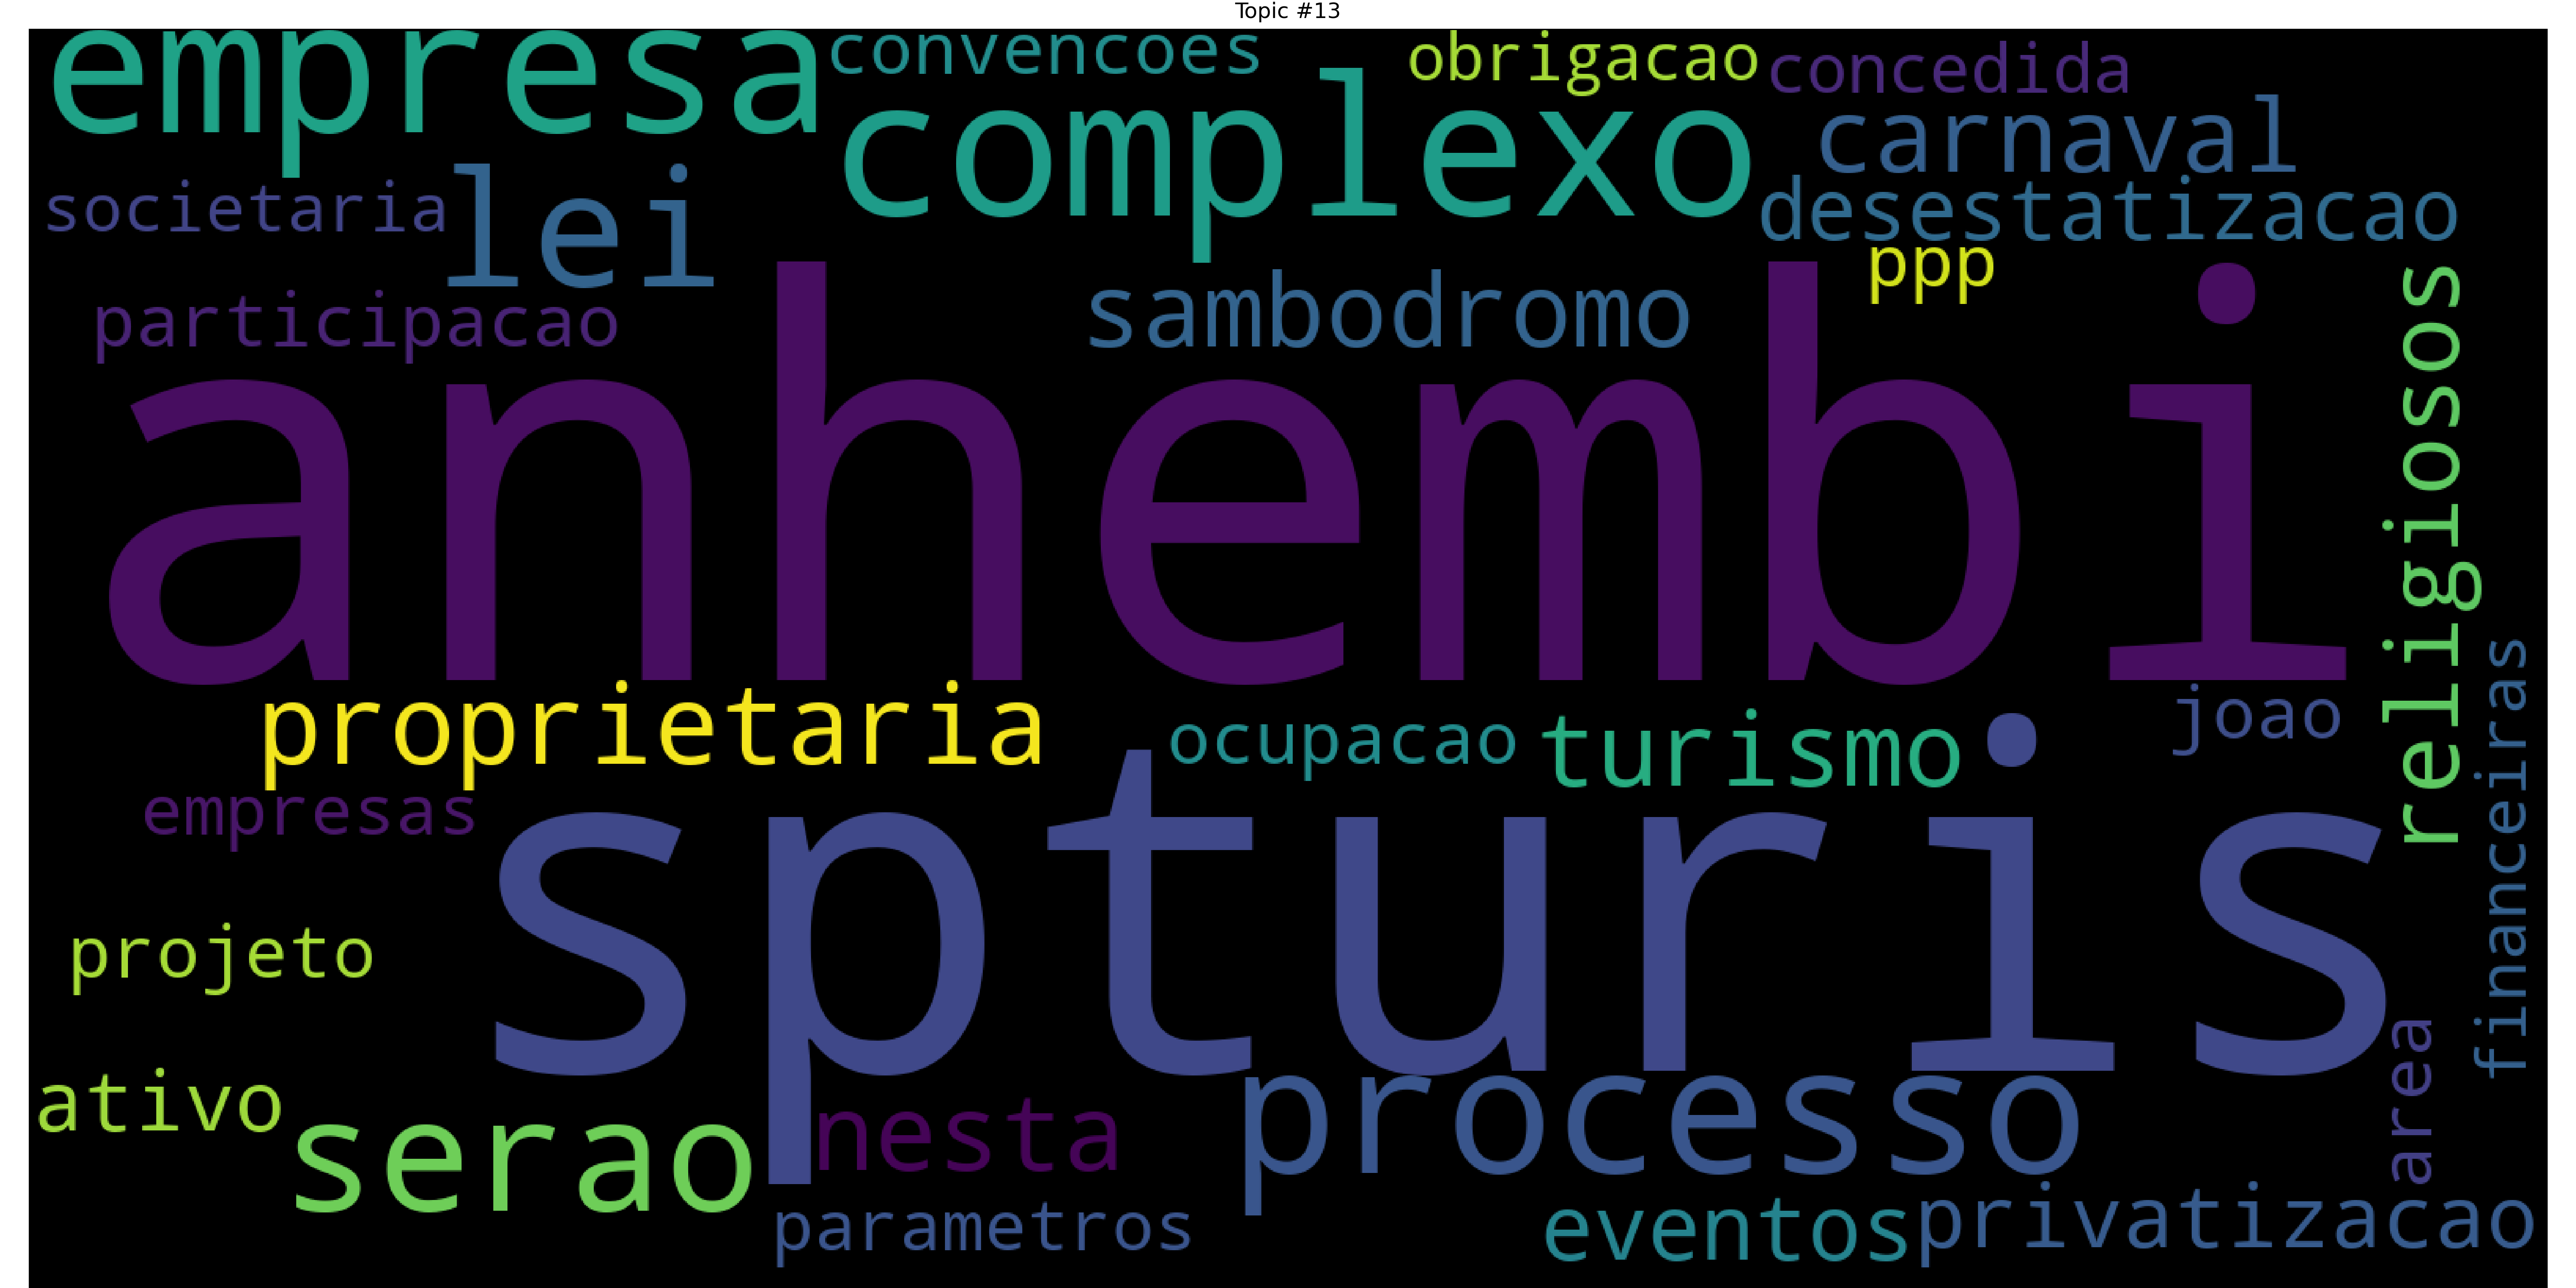 Topic #13
empresa
convencoes
obrigacao
concedida
complexo
carnaval
societaria
lei
desestatizacao
ppp
participacao
sambodromo
anhembi
religiosos
proprietaria
ocupacao
turismo
joao
financeiras
empresas
spturis
projeto
ativo
serao
nesta
processo
area
parametros
eventos
privatizacao